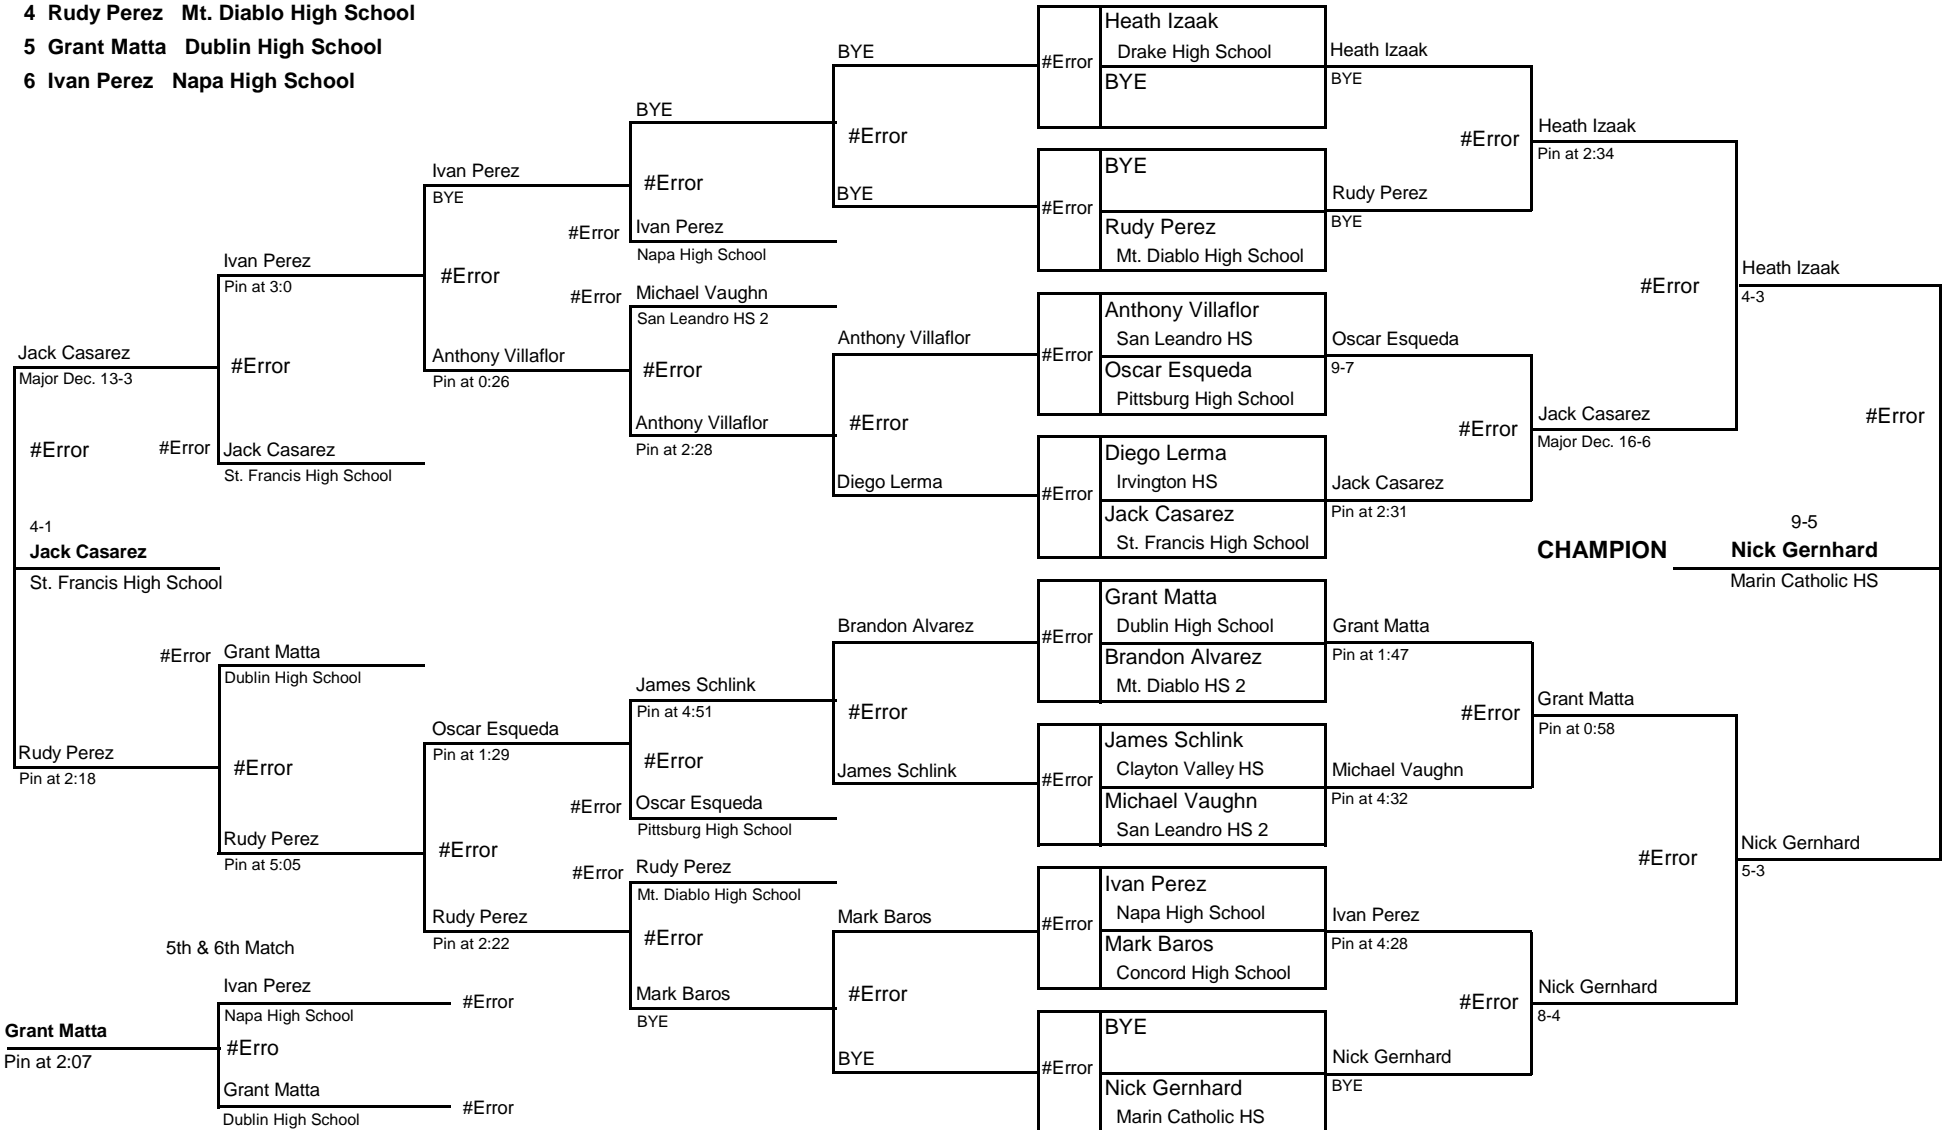 4 Rudy Perez Mt. Diablo High School
5 Grant Matta Dublin High School
6 Ivan Perez Napa High School
Jack Casarez
Major Dec. 13-3
#Error
4-1
Jack Casarez
St. Francis High School
Rudy Perez
Pin at 2:18
5th & 6th Match
Grant Matta
Pin at 2:07
Ivan Perez
Napa High School
#Error
#Erro
Grant Matta
Dublin High School
#Error
Ivan Perez
Pin at 3:0
#Error
#Error
Jack Casarez
St. Francis High School
#Error
Grant Matta
Dublin High School
#Error
Rudy Perez
Pin at 5:05
Ivan Perez
BYE
#Error
Anthony Villaflor
Pin at 0:26
Oscar Esqueda
Pin at 1:29
#Error
Rudy Perez
Pin at 2:22
BYE
#Error
#Error
Ivan Perez
Napa High School
#Error
Michael Vaughn
San Leandro HS 2
#Error
Anthony Villaflor
Pin at 2:28
James Schlink
Pin at 4:51
#Error
#Error
Oscar Esqueda
Pittsburg High School
#Error
Rudy Perez
Mt. Diablo High School
#Error
Mark Baros
BYE
BYE
#Error
BYE
Anthony Villaflor
#Error
Diego Lerma
Brandon Alvarez
#Error
James Schlink
Mark Baros
#Error
BYE
#Error
Heath Izaak
Drake High School
BYE
#Error
BYE
Rudy Perez
Mt. Diablo High School
#Error
Anthony Villaflor
San Leandro HS
Oscar Esqueda
Pittsburg High School
#Error
Diego Lerma
Irvington HS
Jack Casarez
St. Francis High School
#Error
Grant Matta
Dublin High School
Brandon Alvarez
Mt. Diablo HS 2
#Error
James Schlink
Clayton Valley HS
Michael Vaughn
San Leandro HS 2
#Error
Ivan Perez
Napa High School
Mark Baros
Concord High School
#Error
BYE
Nick Gernhard
Marin Catholic HS
Heath Izaak
BYE
#Error
Rudy Perez
BYE
Oscar Esqueda
9-7
#Error
Jack Casarez
Pin at 2:31
Grant Matta
Pin at 1:47
#Error
Michael Vaughn
Pin at 4:32
Ivan Perez
Pin at 4:28
#Error
Nick Gernhard
BYE
Heath Izaak
Pin at 2:34
#Error
Jack Casarez
Major Dec. 16-6
Grant Matta
Pin at 0:58
#Error
Nick Gernhard
8-4
Heath Izaak
4-3
#Error
9-5
CHAMPION Nick Gernhard
Marin Catholic HS
Nick Gernhard
5-3